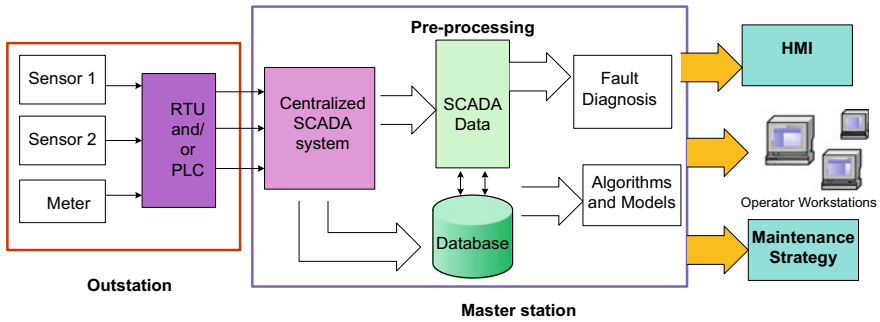 Pre-processing
Sensor 1
Sensor 2
Meter
RTU
and/
or
PLC
Outstation
Centralized
SCADA
system
SCADA
Data
Database
Fault
Diagnosis
Algorithms
and Models
Master station
HMI
Operator Workstations
Maintenance
Strategy